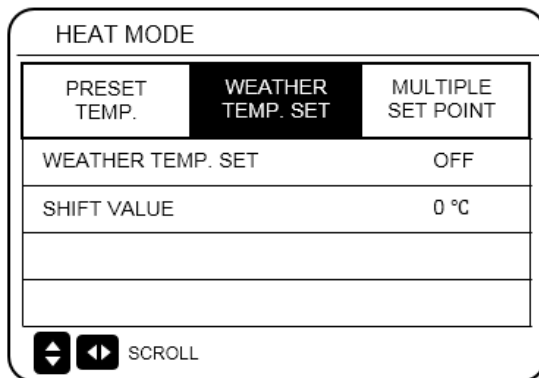 HEAT MODE
PRESET TEMP.
WEATHER TEMP. SET
MULTIPLE SET POINT
WEATHER TEMP. SET OFF
SHIFT VALUE 0 °C
SCROLL